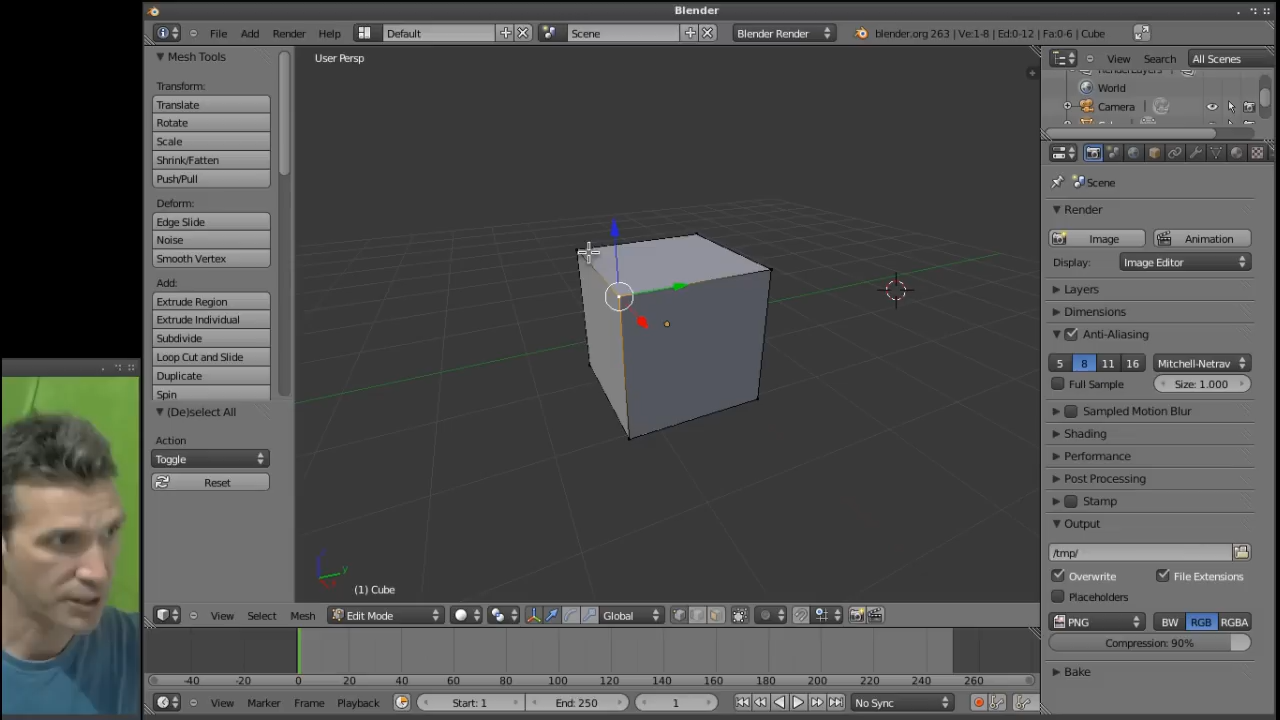 Blender
File Add Render Help Default Scene Blender Render blender.org 263 | Ve:1-8 | Ed:0-12 | Fa:0-6 | Cube
Mesh Tools
Transform:
Translate
Rotate
Scale
Shrink/Fatten
Push/Pull
Deform:
Edge Slide
Noise
Smooth Vertex
Add:
Extrude Region
Extrude Individual
Subdivide
Loop Cut and Slide
Duplicate
Spin
(De)select All
Action
Toggle
Reset
User Persp
y
(1) Cube
View Select Mesh Edit Mode Global
-40 -20 0 20 40 60 80 100 120 140 160 180 200 220 240 260
View Marker Frame Playback Start: 1 End: 250 1 No Sync
View Search All Scenes
RenderLayers
World
Camera
Scene
Render
Image Animation
Display: Image Editor
Layers
Dimensions
Anti-Aliasing
5 8 11 16 Mitchell-Netrav
Full Sample Size: 1.000
Sampled Motion Blur
Shading
Performance
Post Processing
Stamp
Output
/tmp/
Overwrite File Extensions
Placeholders
PNG BW RGB RGBA
Compression: 90%
Bake